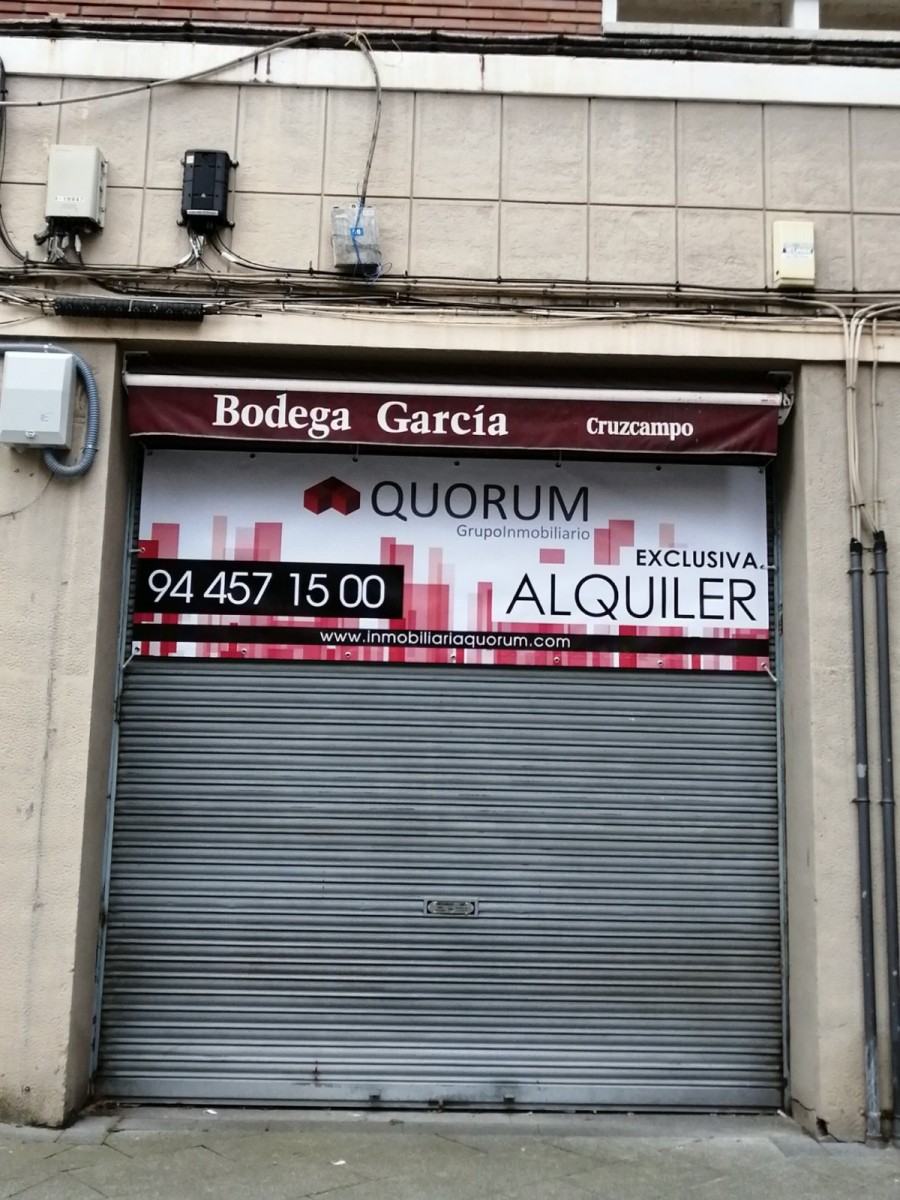 Bodega García Cruzcampo
QUORUM
GrupoInmobiliario
EXCLUSIVA
94 457 15 00
ALQUILER
www.inmobiliariaquorum.com